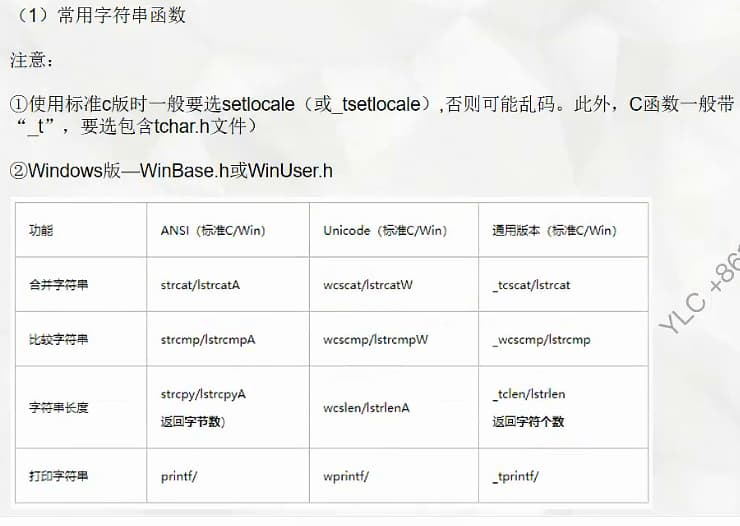 （1）常用字符串函数
注意：
①使用标准c版时一般要选setlocale（或_tsetlocale）,否则可能乱码。此外，C函数一般带
“_t”，要选包含tchar.h文件）
②Windows版—WinBase.h或WinUser.h
功能 ANSI（标准C/Win） Unicode（标准C/Win） 通用版本（标准C/Win）
合并字符串 strcat/lstrcatA wcscat/lstrcatW _tcscat/lstrcat
比较字符串 strcmp/lstrcmpA wcscmp/lstrcmpW _wcscmp/lstrcmp
字符串长度 strcpy/lstrcpyA wcslen/lstrlenA _tclen/lstrlen
返回字节数） 返回字符个数
打印字符串 printf/ wprintf/ _tprintf/
YLC +86